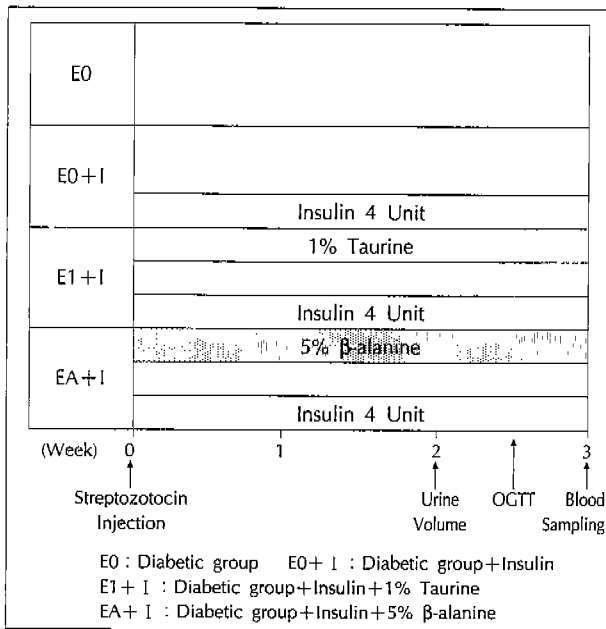 E0
E0+I
Insulin 4 Unit
1% Taurine
E1+I
Insulin 4 Unit
5% β-alanine
EA+I
Insulin 4 Unit
(Week) 0 1 2 3
Streptozotocin Injection
Urine Volume
OGTT
Blood Sampling
E0 : Diabetic group E0+ I : Diabetic group+Insulin
E1+ I : Diabetic group+Insulin+1% Taurine
EA+ I : Diabetic group+Insulin+5% β-alanine